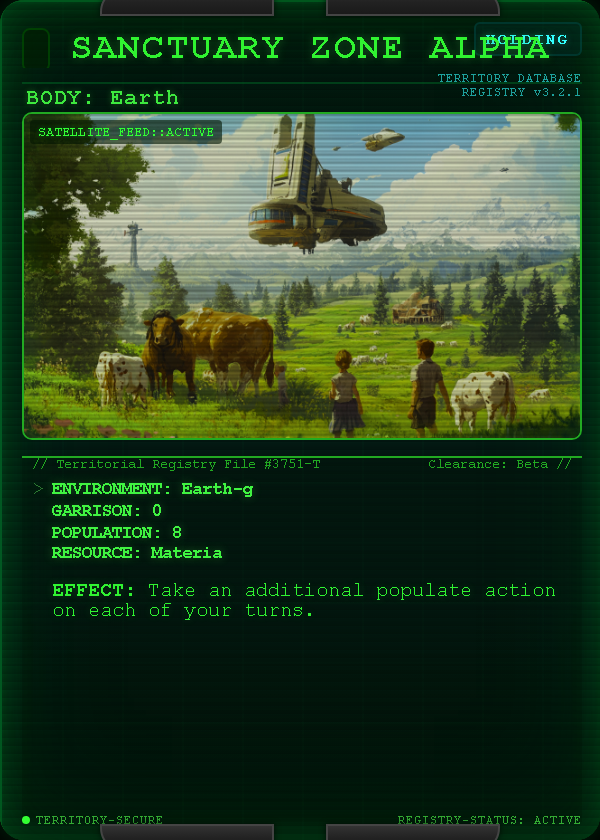 SANCTUARY ZONE ALPHA
HOLDING
TERRITORY DATABASE
REGISTRY v3.2.1
BODY: Earth
SATELLITE_FEED::ACTIVE
// Territorial Registry File #3751-T
Clearance: Beta //
> ENVIRONMENT: Earth-g
GARRISON: 0
POPULATION: 8
RESOURCE: Materia
EFFECT: Take an additional populate action
on each of your turns.
TERRITORY-SECURE
REGISTRY-STATUS: ACTIVE